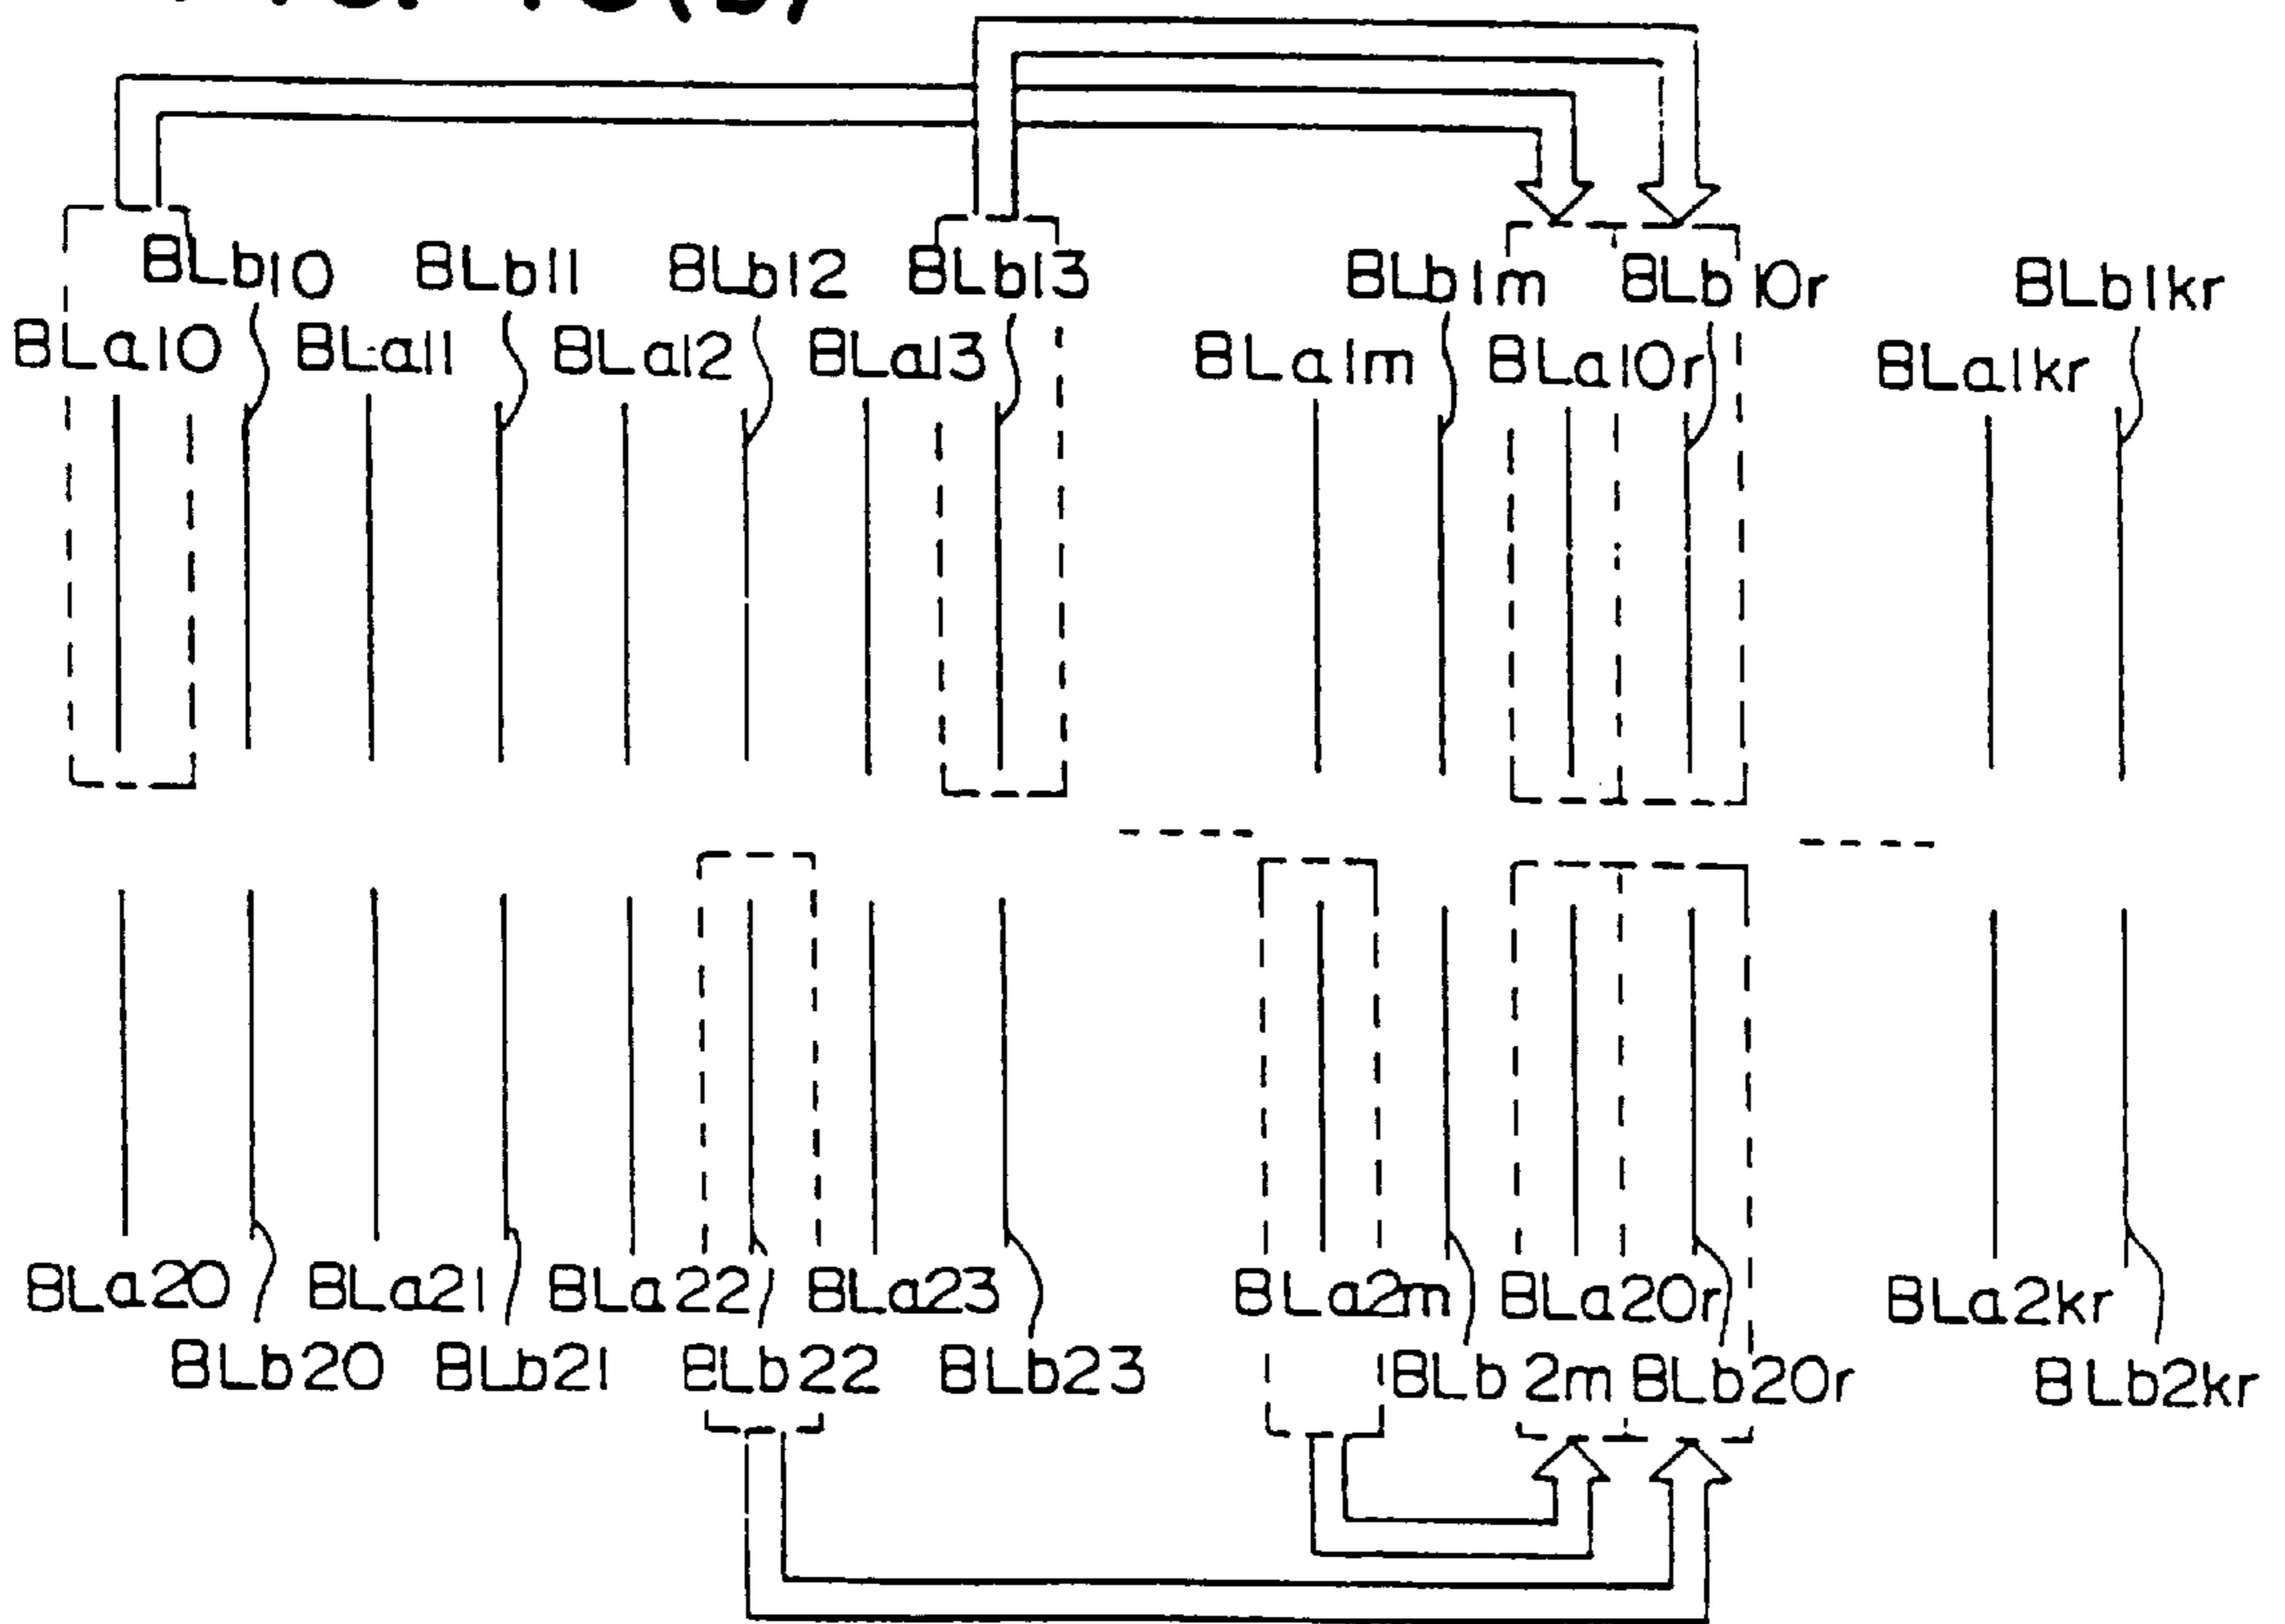 BLb10 BLb11 BLb12 BLb13 BLb1m BLb10r BLb1kr
BLa10 BLa11 BLa12 BLa13 BLa1m BLa10r BLa1kr
BLa20 BLa21 BLa22 BLa23 BLa2m BLa20r BLa2kr
BLb20 BLb21 BLb22 BLb23 BLb2m BLb20r BLb2kr